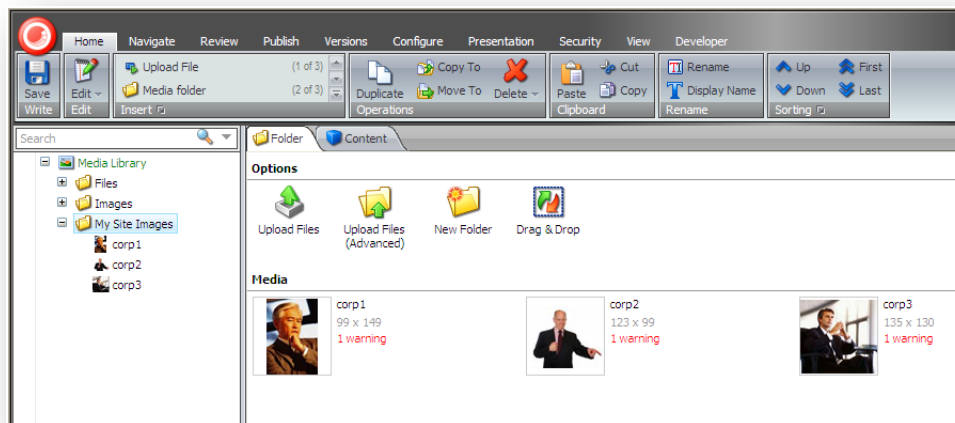 Home Navigate Review Publish Versions Configure Presentation Security View Developer
Upload File (1 of 3) Copy To Cut Rename Up First
Save Edit Media folder (2 of 3) Duplicate Move To Delete Paste Copy Display Name Down Last
Write Edit Insert Operations Clipboard Rename Sorting
Search Folder Content
Media Library
Files
Images
My Site Images
corp1
corp2
corp3
Options
Upload Files Upload Files (Advanced) New Folder Drag & Drop
Media
corp1 corp2 corp3
99 x 149 123 x 99 135 x 130
1 warning 1 warning 1 warning